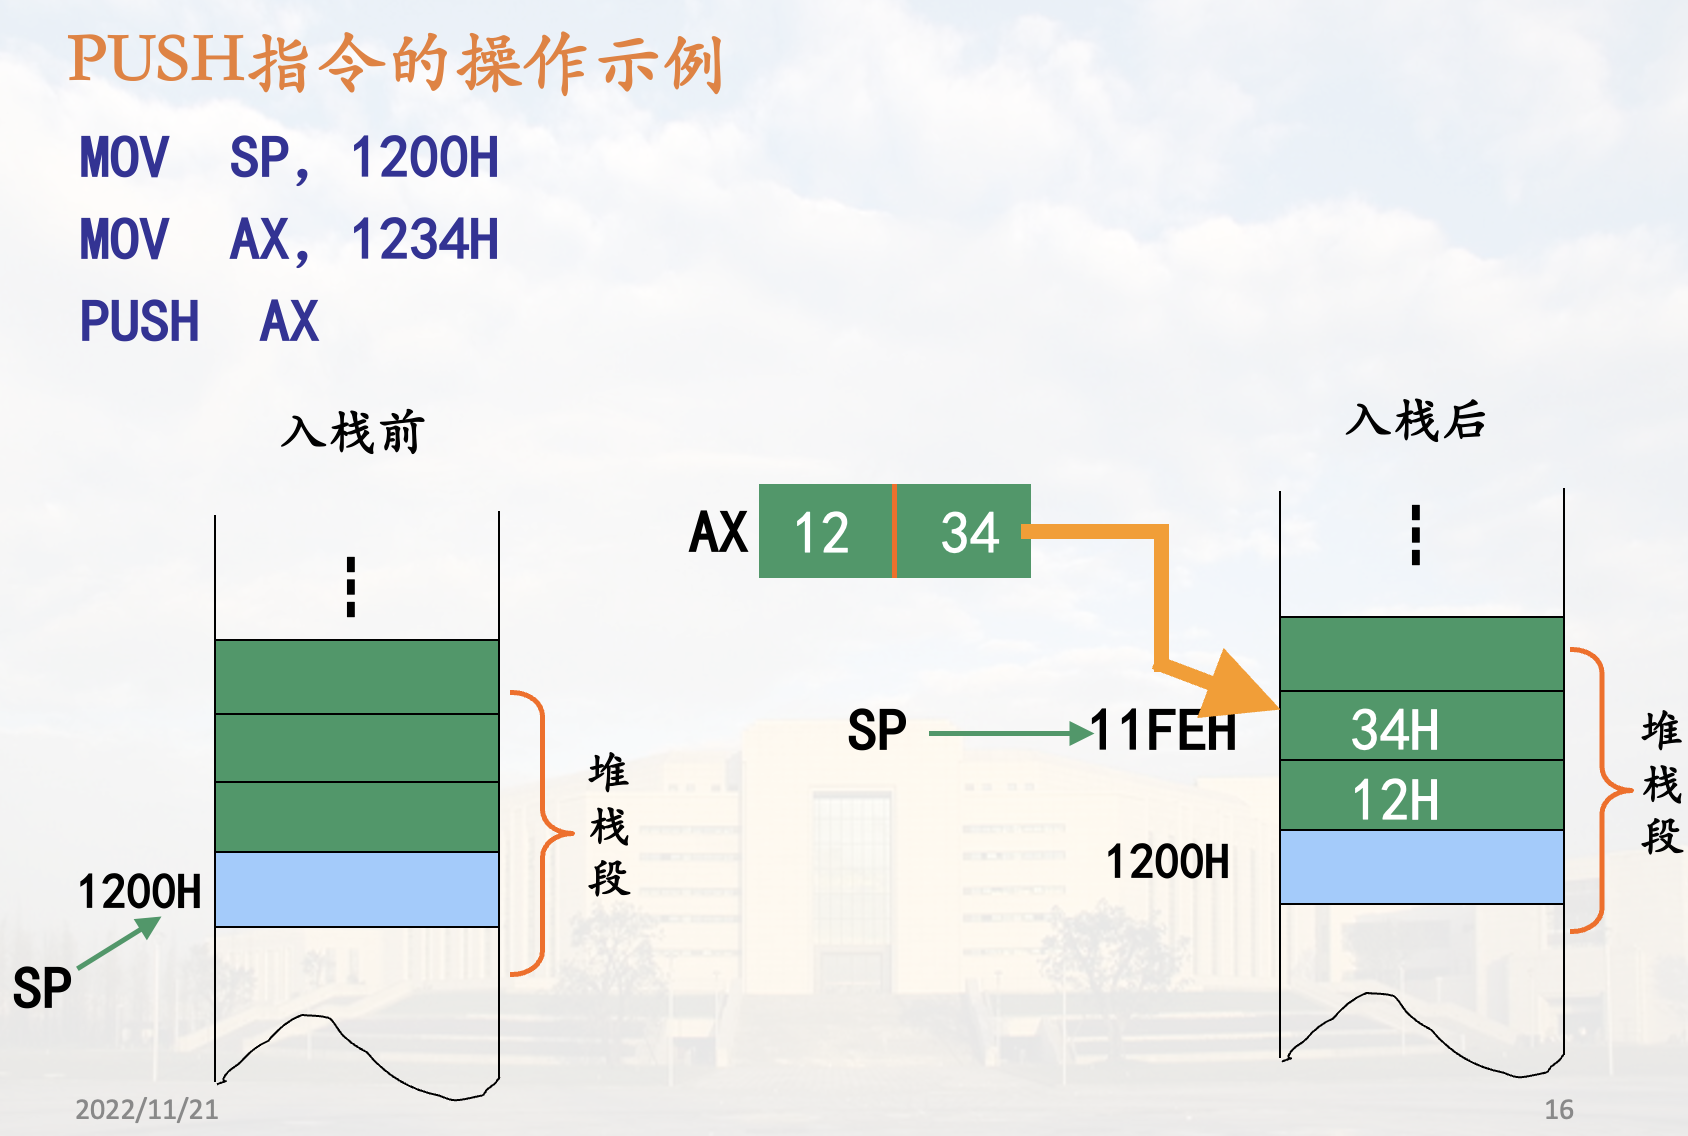 PUSH指令的操作示例
MOV SP, 1200H
MOV AX, 1234H
PUSH AX
入栈前
入栈后
AX 12 34
SP 11FEH
34H
12H
堆栈段
堆栈段
1200H
1200H
SP
2022/11/21
16